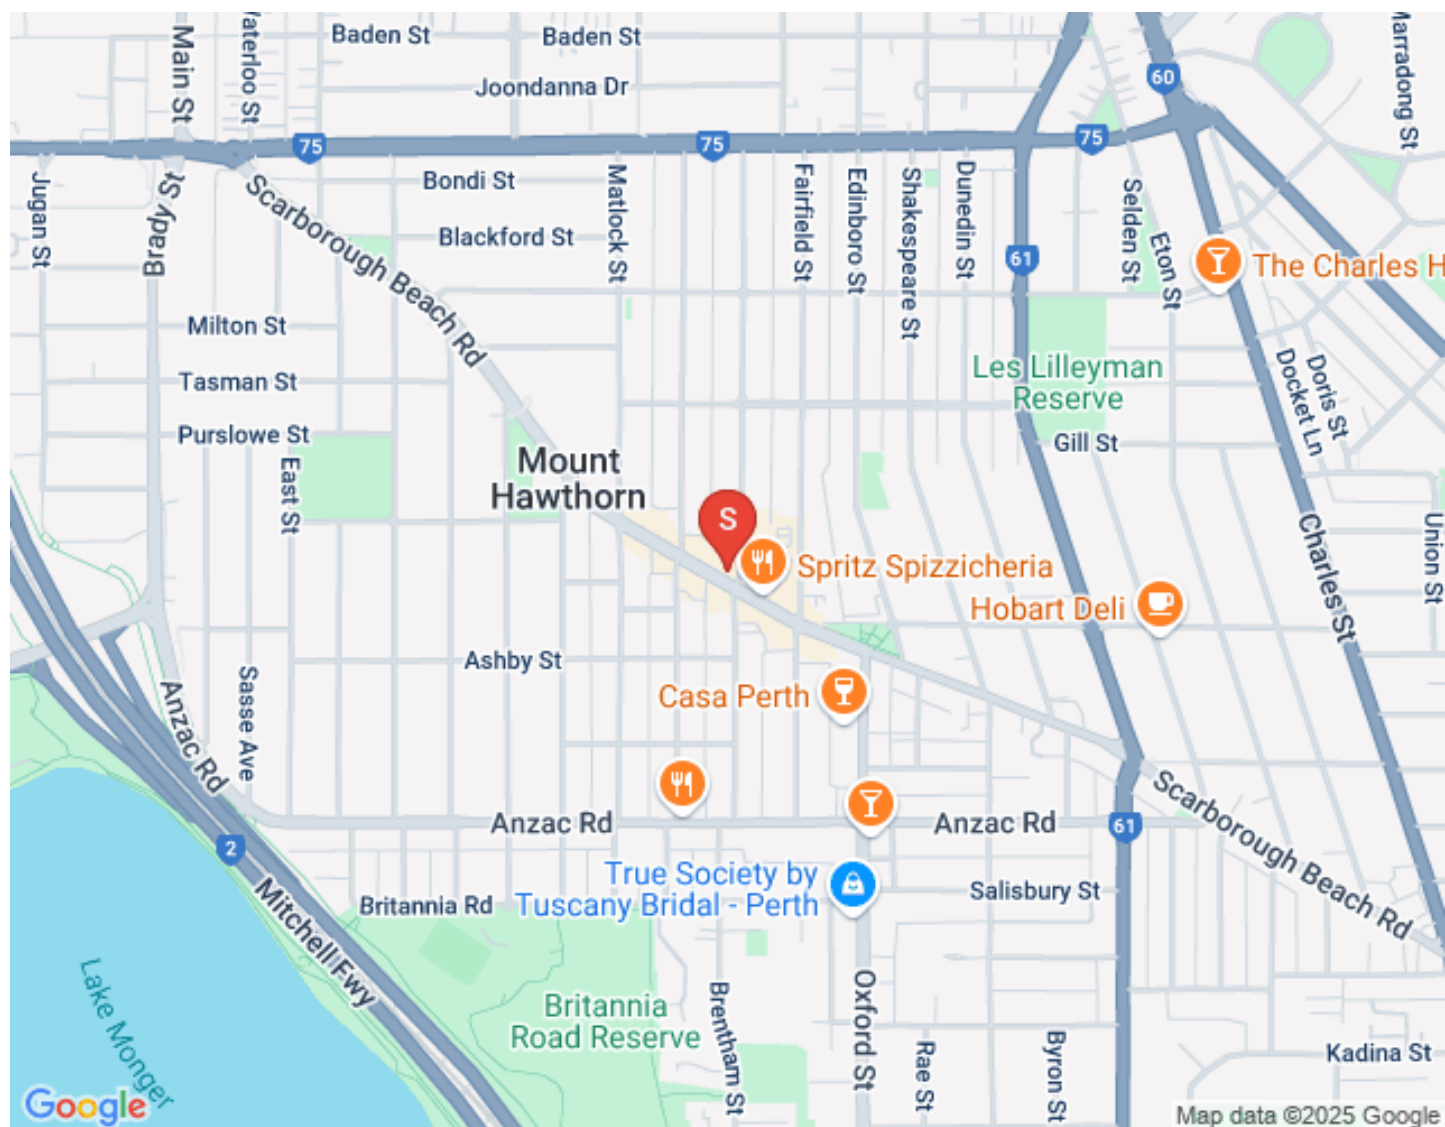 Main St
Waterloo St
Baden St
Baden St
Joondanna Dr
60
Marradong St
75
75
75
Jugan St
Brady St
Scarborough Beach Rd
Bondi St
Blackford St
Matlock St
Fairfield St
Edinboro St
Shakespeare St
Dunedin St
61
Selden St
Eton St
The Charles H
Milton St
Tasman St
Purslowe St
East St
Les Lilleyman
Reserve
Gill St
Doris St
Docket Ln
Mount
Hawthorn
S
Spritz Spizzicheria
Hobart Deli
Charles St
Union St
Ashby St
Casa Perth
Sasse Ave
Anzac Rd
Anzac Rd
Anzac Rd
61
Scarborough Beach Rd
2
Mitchell Fwy
True Society by
Tuscany Bridal - Perth
Salisbury St
Britannia Rd
Lake Monger
Britannia
Road Reserve
Brentham St
Oxford St
Rae St
Byron St
Kadina St
Google
Map data ©2025 Google